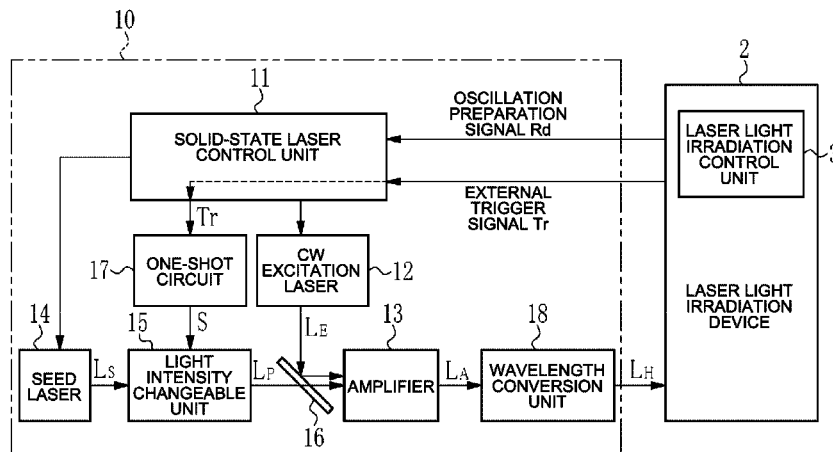 10
2
11
SOLID-STATE LASER
CONTROL UNIT
OSCILLATION
PREPARATION
SIGNAL Rd
LASER LIGHT
IRRADIATION
CONTROL
UNIT
3
Tr
EXTERNAL
TRIGGER
SIGNAL Tr
17
ONE-SHOT
CIRCUIT
CW
EXCITATION
LASER
12
LASER LIGHT
IRRADIATION
DEVICE
14
15
S
LE
13
18
SEED
LASER
LS
LIGHT
INTENSITY
CHANGEABLE
UNIT
LP
16
AMPLIFIER
LA
WAVELENGTH
CONVERSION
UNIT
LH